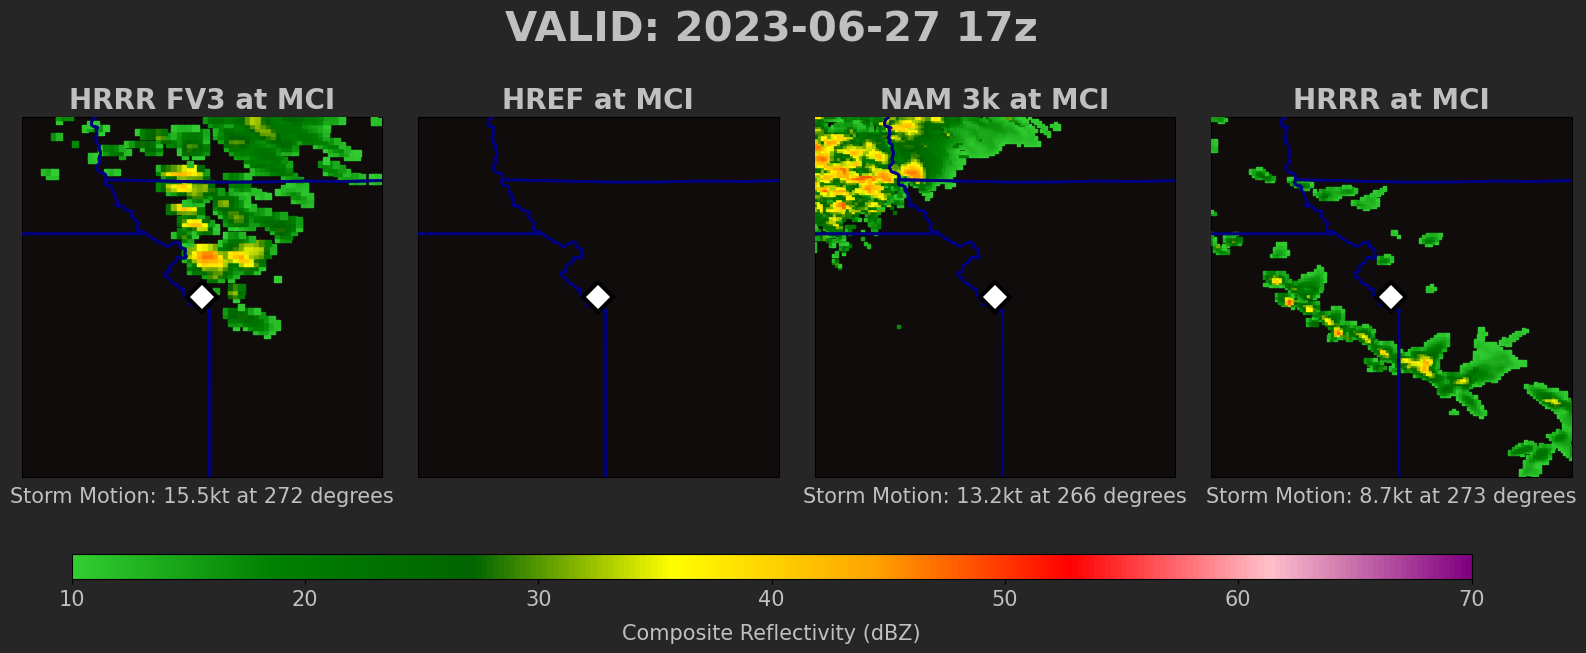 VALID: 2023-06-27 17z
HRRR FV3 at MCI
HREF at MCI
NAM 3k at MCI
HRRR at MCI
Storm Motion: 15.5kt at 272 degrees
Storm Motion: 13.2kt at 266 degrees
Storm Motion: 8.7kt at 273 degrees
10 20 30 40 50 60 70
Composite Reflectivity (dBZ)